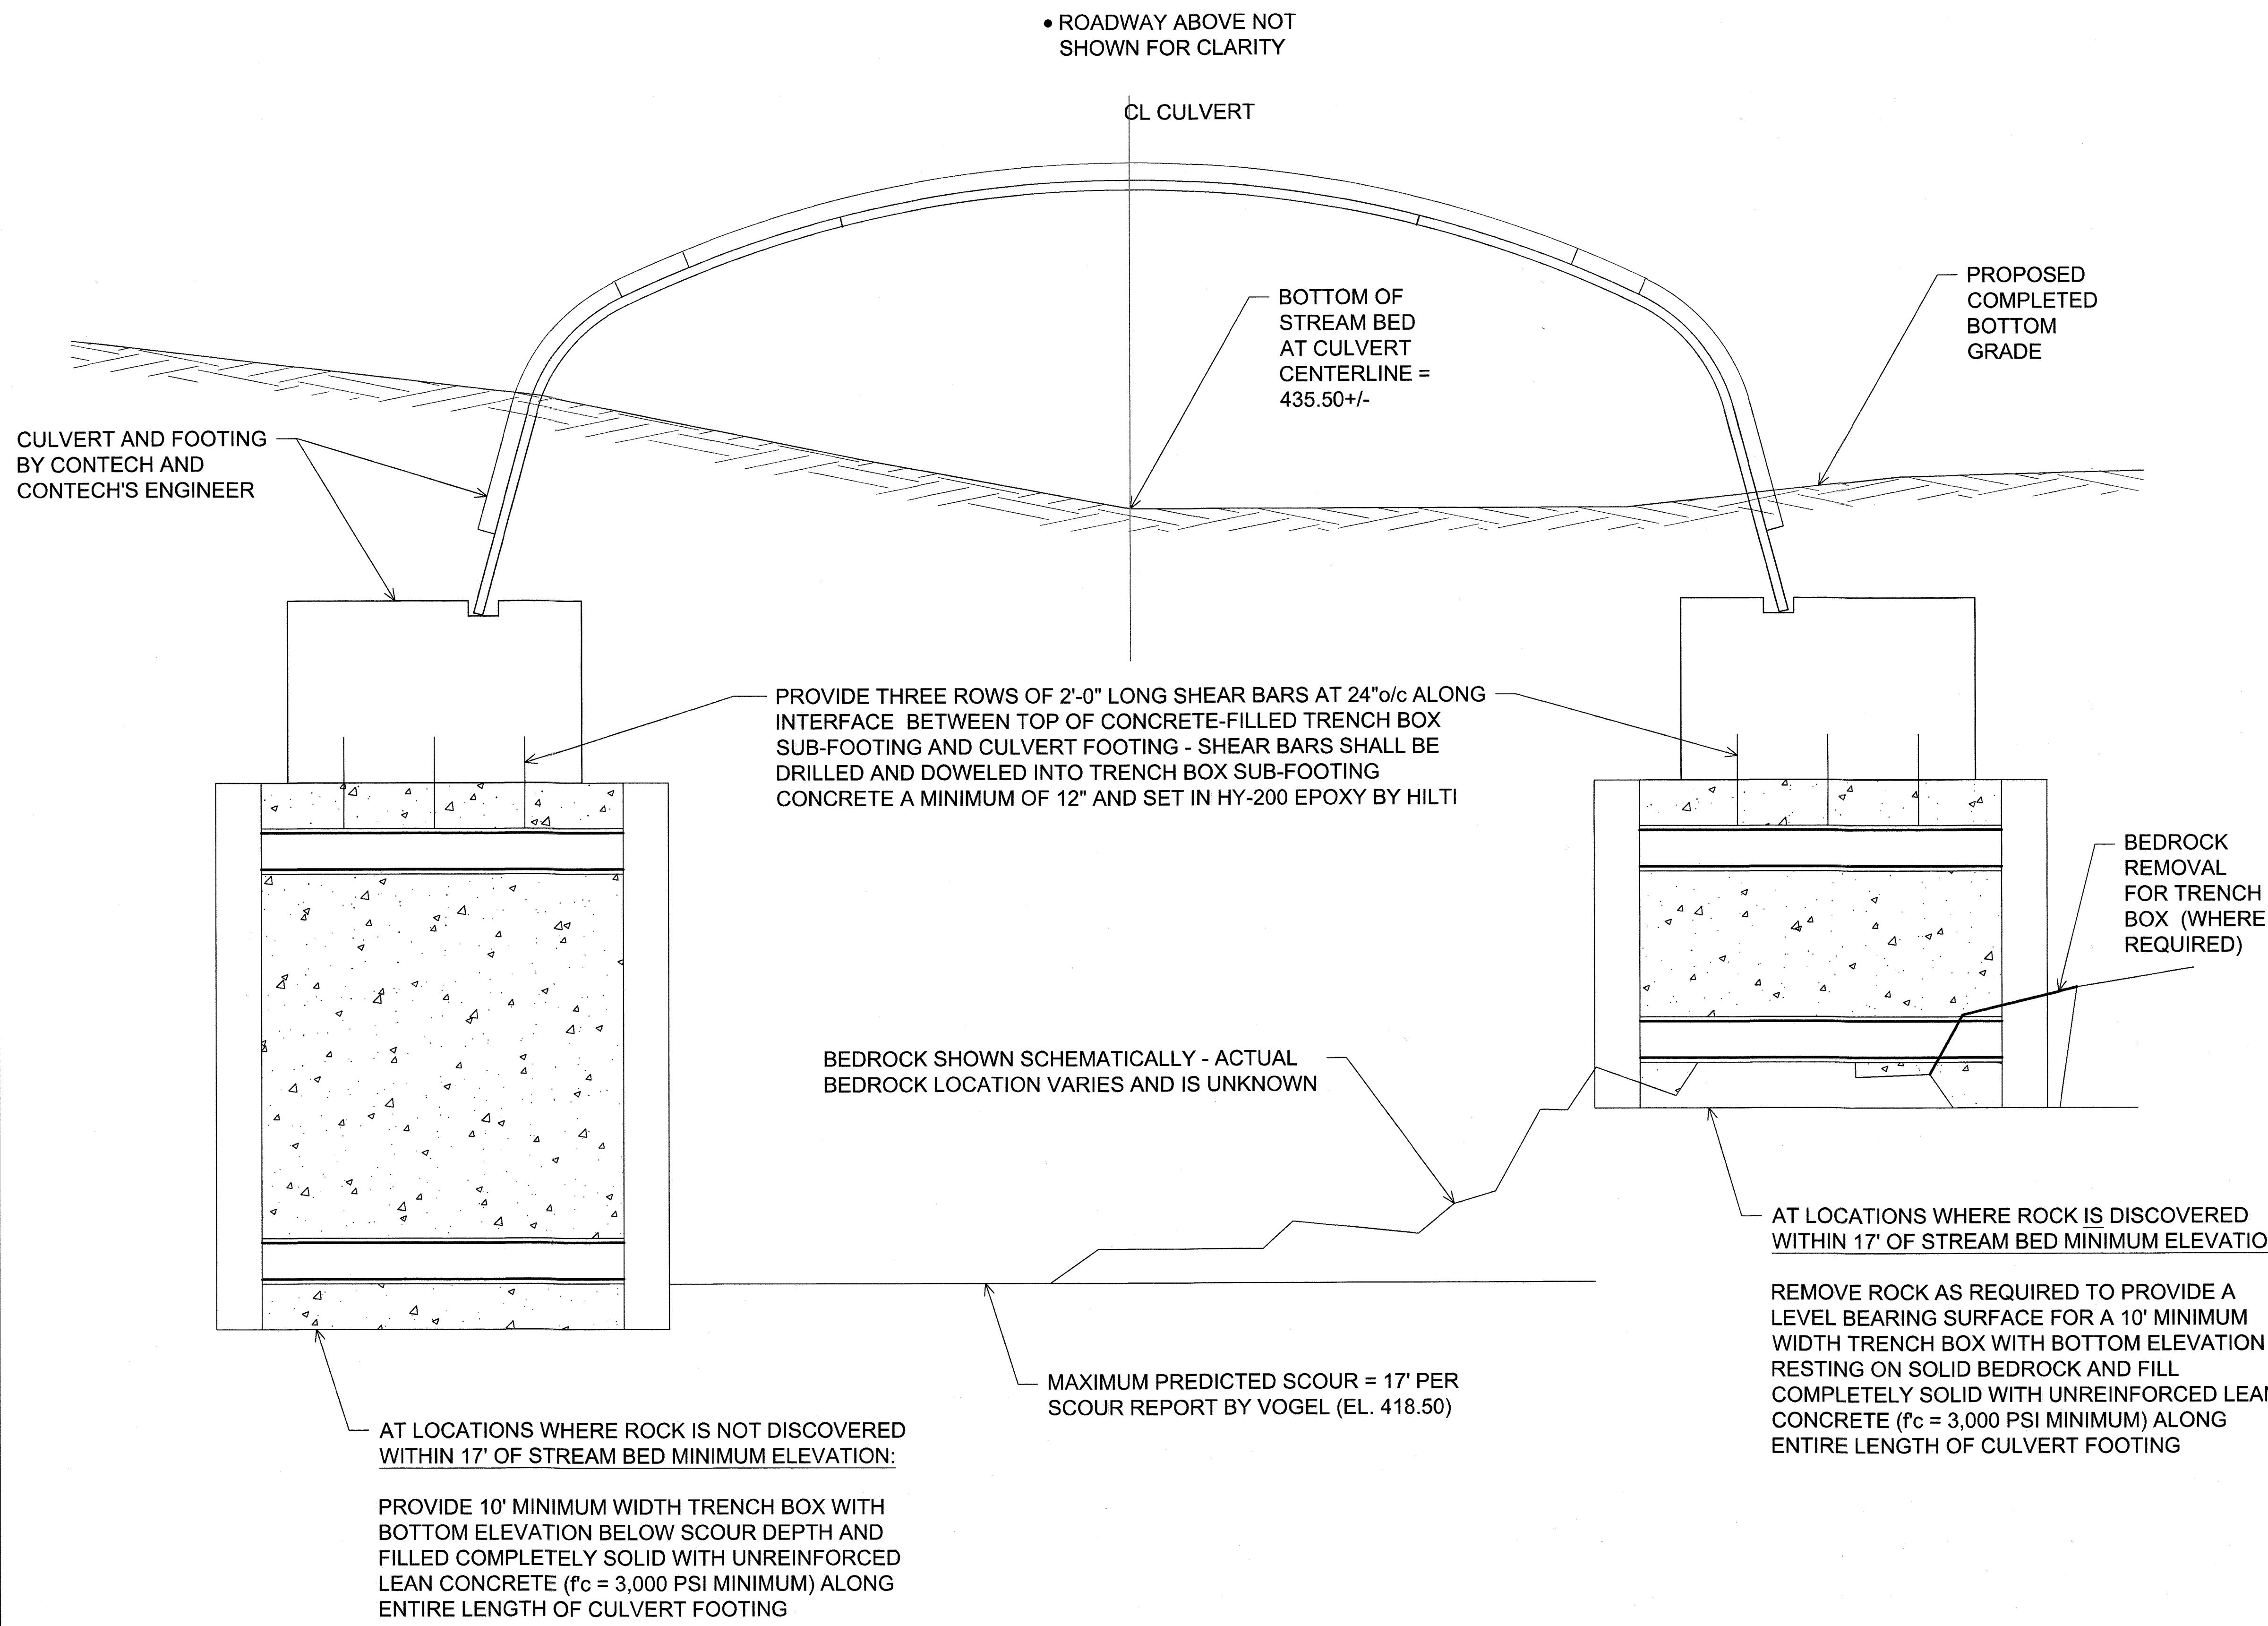 • ROADWAY ABOVE NOT
SHOWN FOR CLARITY
CL CULVERT
BOTTOM OF
STREAM BED
AT CULVERT
CENTERLINE =
435.50+/-
PROPOSED
COMPLETED
BOTTOM
GRADE
CULVERT AND FOOTING
BY CONTECH AND
CONTECH'S ENGINEER
PROVIDE THREE ROWS OF 2'-0" LONG SHEAR BARS AT 24"o/c ALONG
INTERFACE BETWEEN TOP OF CONCRETE-FILLED TRENCH BOX
SUB-FOOTING AND CULVERT FOOTING - SHEAR BARS SHALL BE
DRILLED AND DOWELED INTO TRENCH BOX SUB-FOOTING
CONCRETE A MINIMUM OF 12" AND SET IN HY-200 EPOXY BY HILTI
BEDROCK
REMOVAL
FOR TRENCH
BOX (WHERE
REQUIRED)
BEDROCK SHOWN SCHEMATICALLY - ACTUAL
BEDROCK LOCATION VARIES AND IS UNKNOWN
AT LOCATIONS WHERE ROCK IS DISCOVERED
WITHIN 17' OF STREAM BED MINIMUM ELEVATIO
REMOVE ROCK AS REQUIRED TO PROVIDE A
LEVEL BEARING SURFACE FOR A 10' MINIMUM
WIDTH TRENCH BOX WITH BOTTOM ELEVATION
RESTING ON SOLID BEDROCK AND FILL
COMPLETELY SOLID WITH UNREINFORCED LEA
CONCRETE (f'c = 3,000 PSI MINIMUM) ALONG
ENTIRE LENGTH OF CULVERT FOOTING
MAXIMUM PREDICTED SCOUR = 17' PER
SCOUR REPORT BY VOGEL (EL. 418.50)
AT LOCATIONS WHERE ROCK IS NOT DISCOVERED
WITHIN 17' OF STREAM BED MINIMUM ELEVATION:
PROVIDE 10' MINIMUM WIDTH TRENCH BOX WITH
BOTTOM ELEVATION BELOW SCOUR DEPTH AND
FILLED COMPLETELY SOLID WITH UNREINFORCED
LEAN CONCRETE (f'c = 3,000 PSI MINIMUM) ALONG
ENTIRE LENGTH OF CULVERT FOOTING